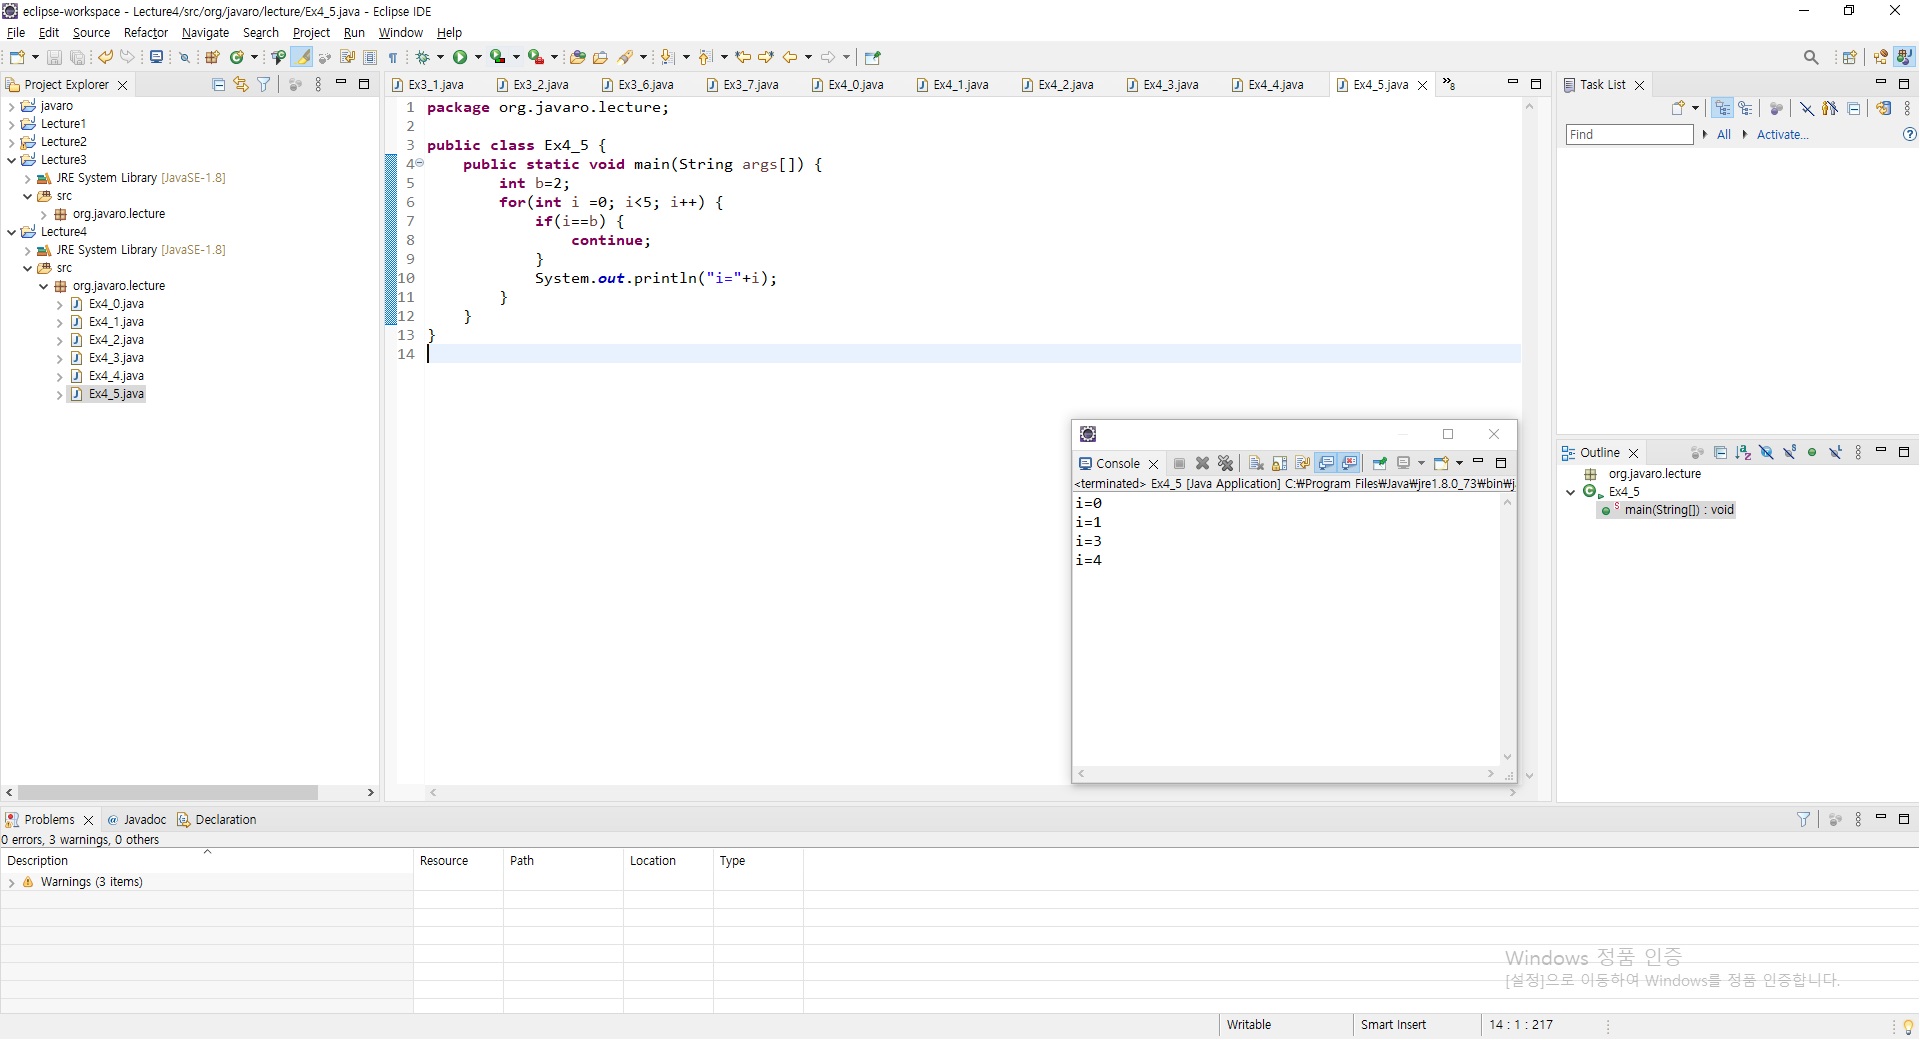 eclipse-workspace - Lecture4/src/org/javaro/lecture/Ex4_5.java - Eclipse IDE
File Edit Source Refactor Navigate Search Project Run Window Help
Project Explorer
javaro
Lecture1
Lecture2
Lecture3
JRE System Library [JavaSE-1.8]
src
org.javaro.lecture
Lecture4
JRE System Library [JavaSE-1.8]
src
org.javaro.lecture
Ex4_0.java
Ex4_1.java
Ex4_2.java
Ex4_3.java
Ex4_4.java
Ex4_5.java
Ex3_1.java Ex3_2.java Ex3_6.java Ex3_7.java Ex4_0.java Ex4_1.java Ex4_2.java Ex4_3.java Ex4_4.java Ex4_5.java »8
1 package org.javaro.lecture;
2
3 public class Ex4_5 {
4 public static void main(String args[]) {
5 int b=2;
6 for(int i =0; i<5; i++) {
7 if(i==b) {
8 continue;
9 }
10 System.out.println("i="+i);
11 }
12 }
13 }
14
Console
<terminated> Ex4_5 [Java Application] C:₩Program Files₩Java₩jre1.8.0_73₩bin₩j
i=0
i=1
i=3
i=4
Task List
Find All Activate...
Outline
org.javaro.lecture
Ex4_5
main(String[]) : void
Problems Javadoc Declaration
0 errors, 3 warnings, 0 others
Description Resource Path Location Type
Warnings (3 items)
Windows 정품 인증
[설정]으로 이동하여 Windows를 정품 인증합니다.
Writable Smart Insert 14 : 1 : 217